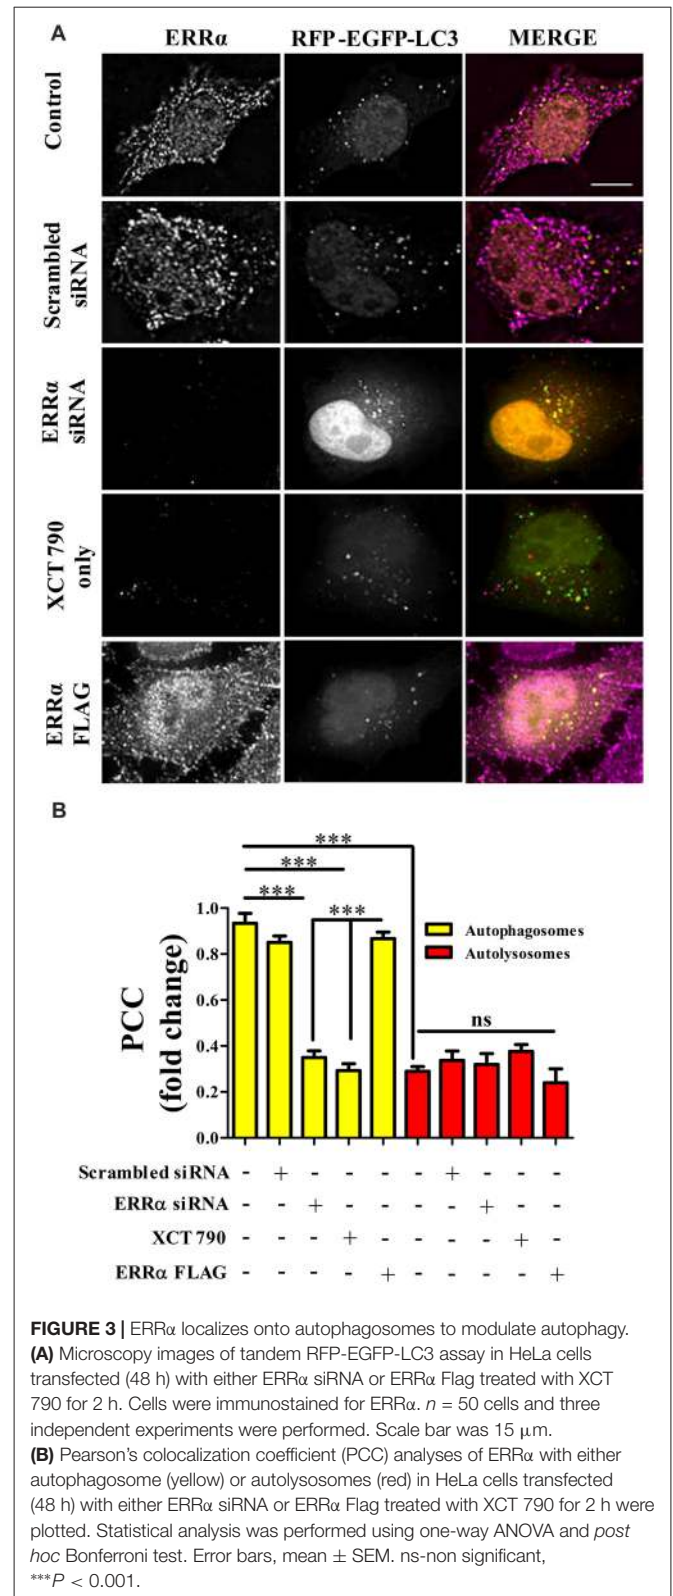 A
ERRα RFP-EGFP-LC3 MERGE
Control
Scrambled
siRNA
ERRα
siRNA
XCT 790
only
ERRα
FLAG
B
***
***
***
***
1.0
0.8
0.6
0.4
0.2
0.0
PCC
(fold change)
Autophagosomes
Autolysosomes
ns
Scrambled siRNA - + - - - - + - - -
ERRα siRNA - - + - - - - + - -
XCT 790 - - - + - - - - + -
ERRα FLAG - - - - + - - - - +
FIGURE 3 | ERRα localizes onto autophagosomes to modulate autophagy.
(A) Microscopy images of tandem RFP-EGFP-LC3 assay in HeLa cells
transfected (48 h) with either ERRα siRNA or ERRα Flag treated with XCT
790 for 2 h. Cells were immunostained for ERRα. n = 50 cells and three
independent experiments were performed. Scale bar was 15 μm.
(B) Pearson's colocalization coefficient (PCC) analyses of ERRα with either
autophagosome (yellow) or autolysosomes (red) in HeLa cells transfected
(48 h) with either ERRα siRNA or ERRα Flag treated with XCT 790 for 2 h were
plotted. Statistical analysis was performed using one-way ANOVA and post
hoc Bonferroni test. Error bars, mean ± SEM. ns-non significant,
***P < 0.001.